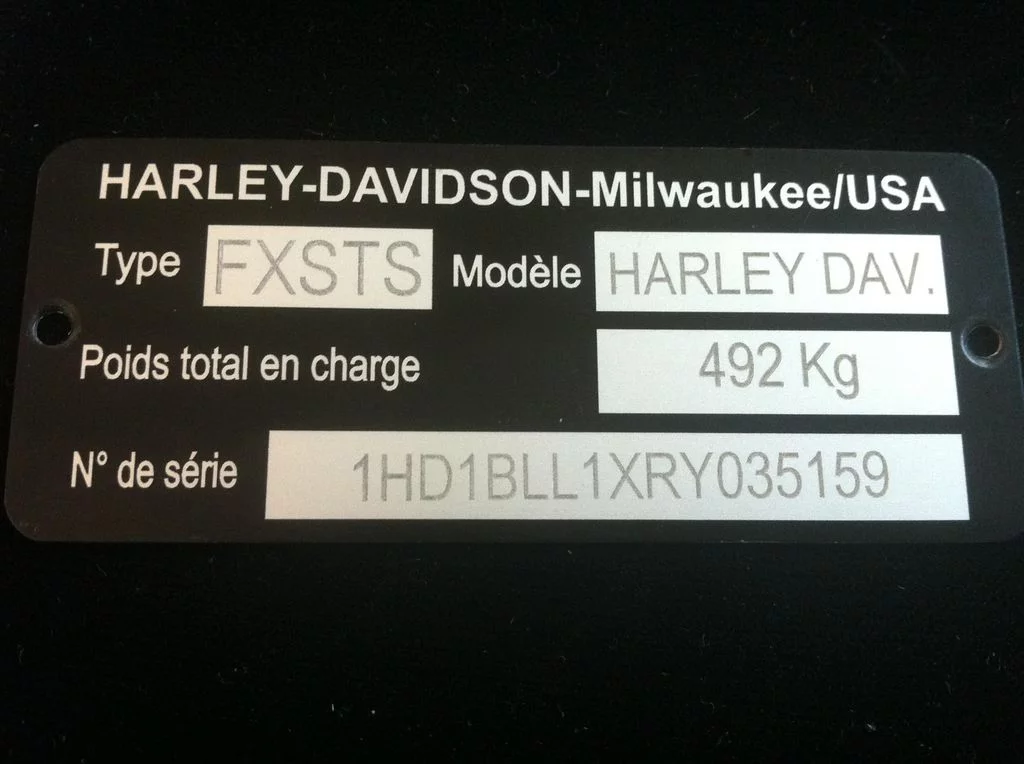 HARLEY-DAVIDSON-Milwaukee/USA
Type FXSTS Modèle HARLEY DAV.
Poids total en charge 492 Kg
N° de série 1HD1BLL1XRY035159